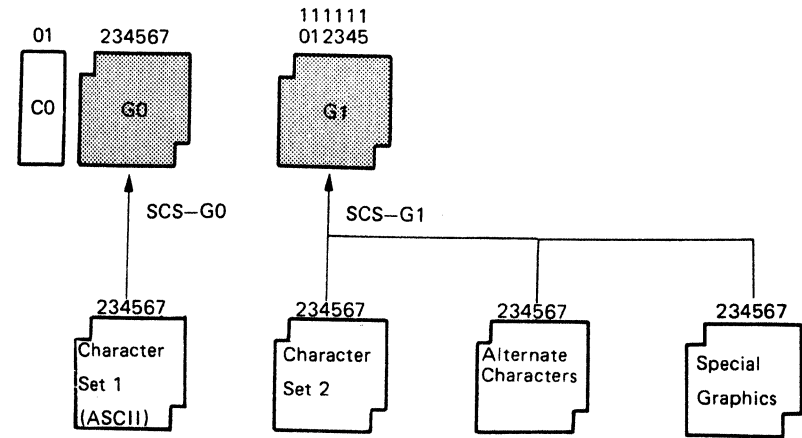 111111
01 234567 012345
C0 G0 G1
SCS–G0 SCS–G1
234567 234567 234567 234567
Character
Set 1
(ASCII)
Character
Set 2
Alternate
Characters
Special
Graphics